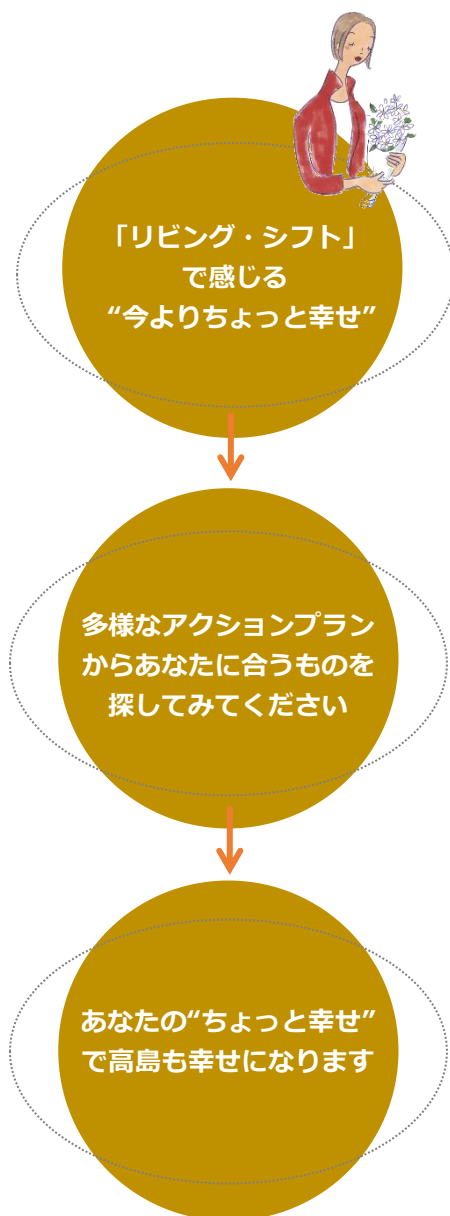 「リビング・シフト」
で感じる
“今よりちょっと幸せ”
多様なアクションプラン
からあなたに合うものを
探してみてください
あなたの“ちょっと幸せ”
で高島も幸せになります